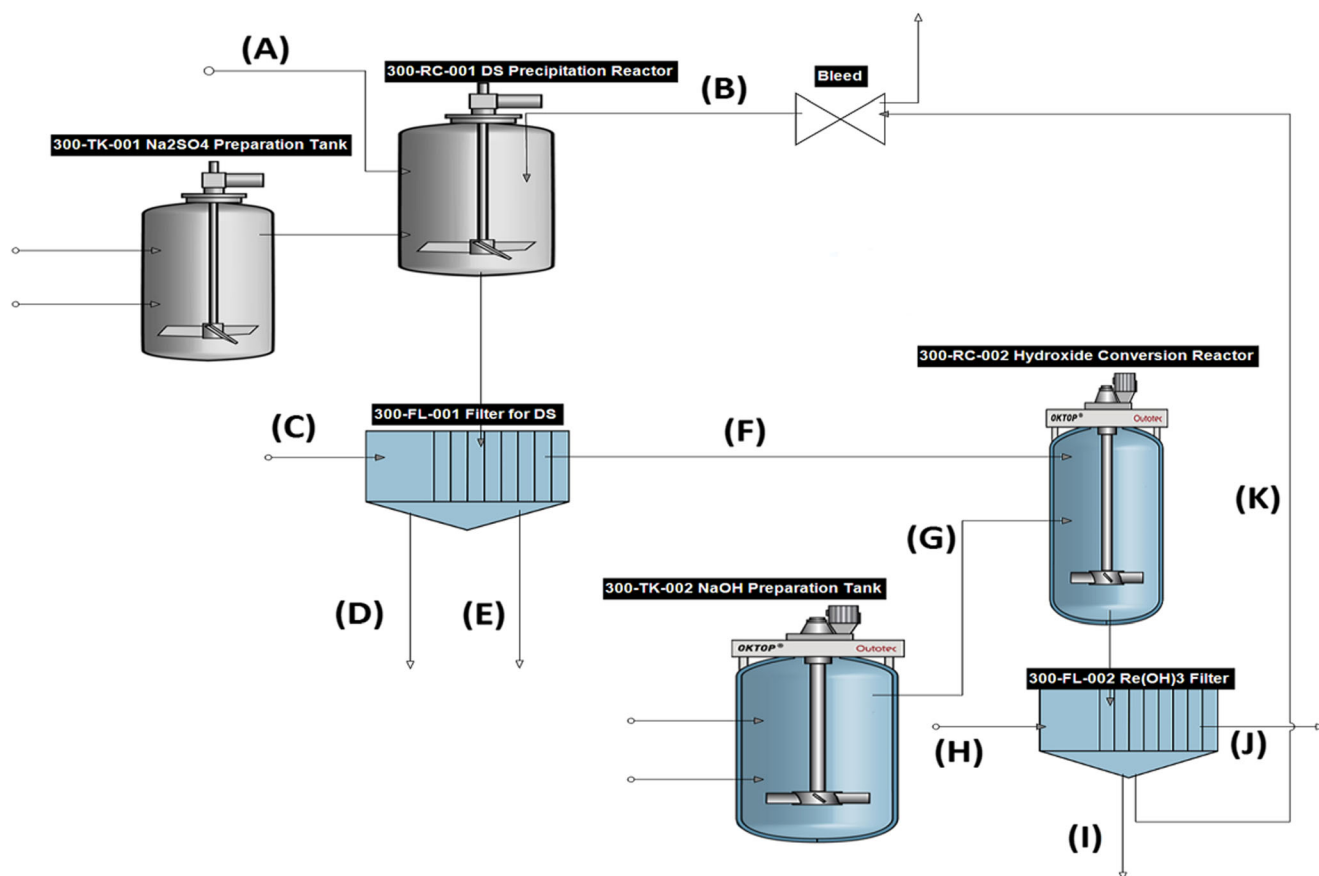 (A)
300-RC-001 DS Precipitation Reactor
(B)
Bleed
300-TK-001 Na2SO4 Preparation Tank
300-RC-002 Hydroxide Conversion Reactor
OKTOP® Outotec
300-FL-001 Filter for DS
(C)
(F)
(K)
(G)
(D)
(E)
300-TK-002 NaOH Preparation Tank
OKTOP® Outotec
300-FL-002 Re(OH)3 Filter
(H)
(J)
(I)